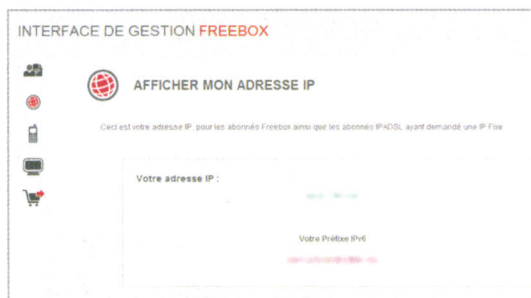 INTERFACE DE GESTION FREEBOX
AFFICHER MON ADRESSE IP
Ceci est votre adresse IP, pour les abonnés Freebox ainsi que les abonnés IPADSL ayant demandé une IP Fixe
Votre adresse IP :
Votre Préfixe IPv6